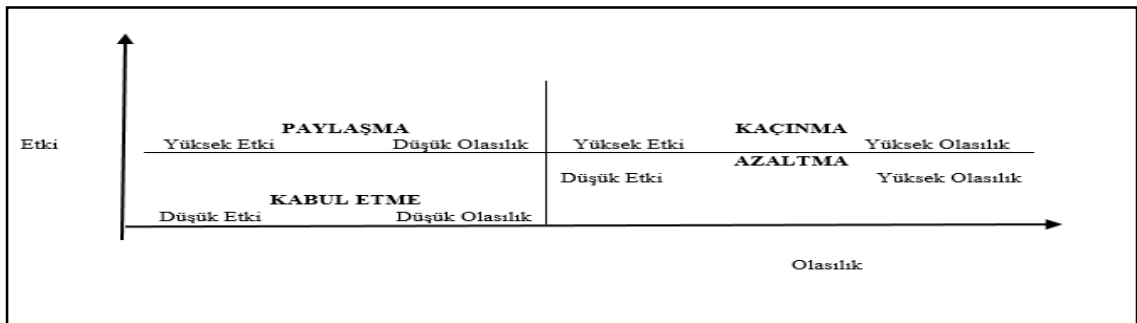 PAYLAŞMA KAÇINMA
Etki Yüksek Etki Düşük Olasılık Yüksek Etki Yüksek Olasılık
AZALTMA
Düşük Etki Yüksek Olasılık
KABUL ETME
Düşük Etki Düşük Olasılık
Olasılık